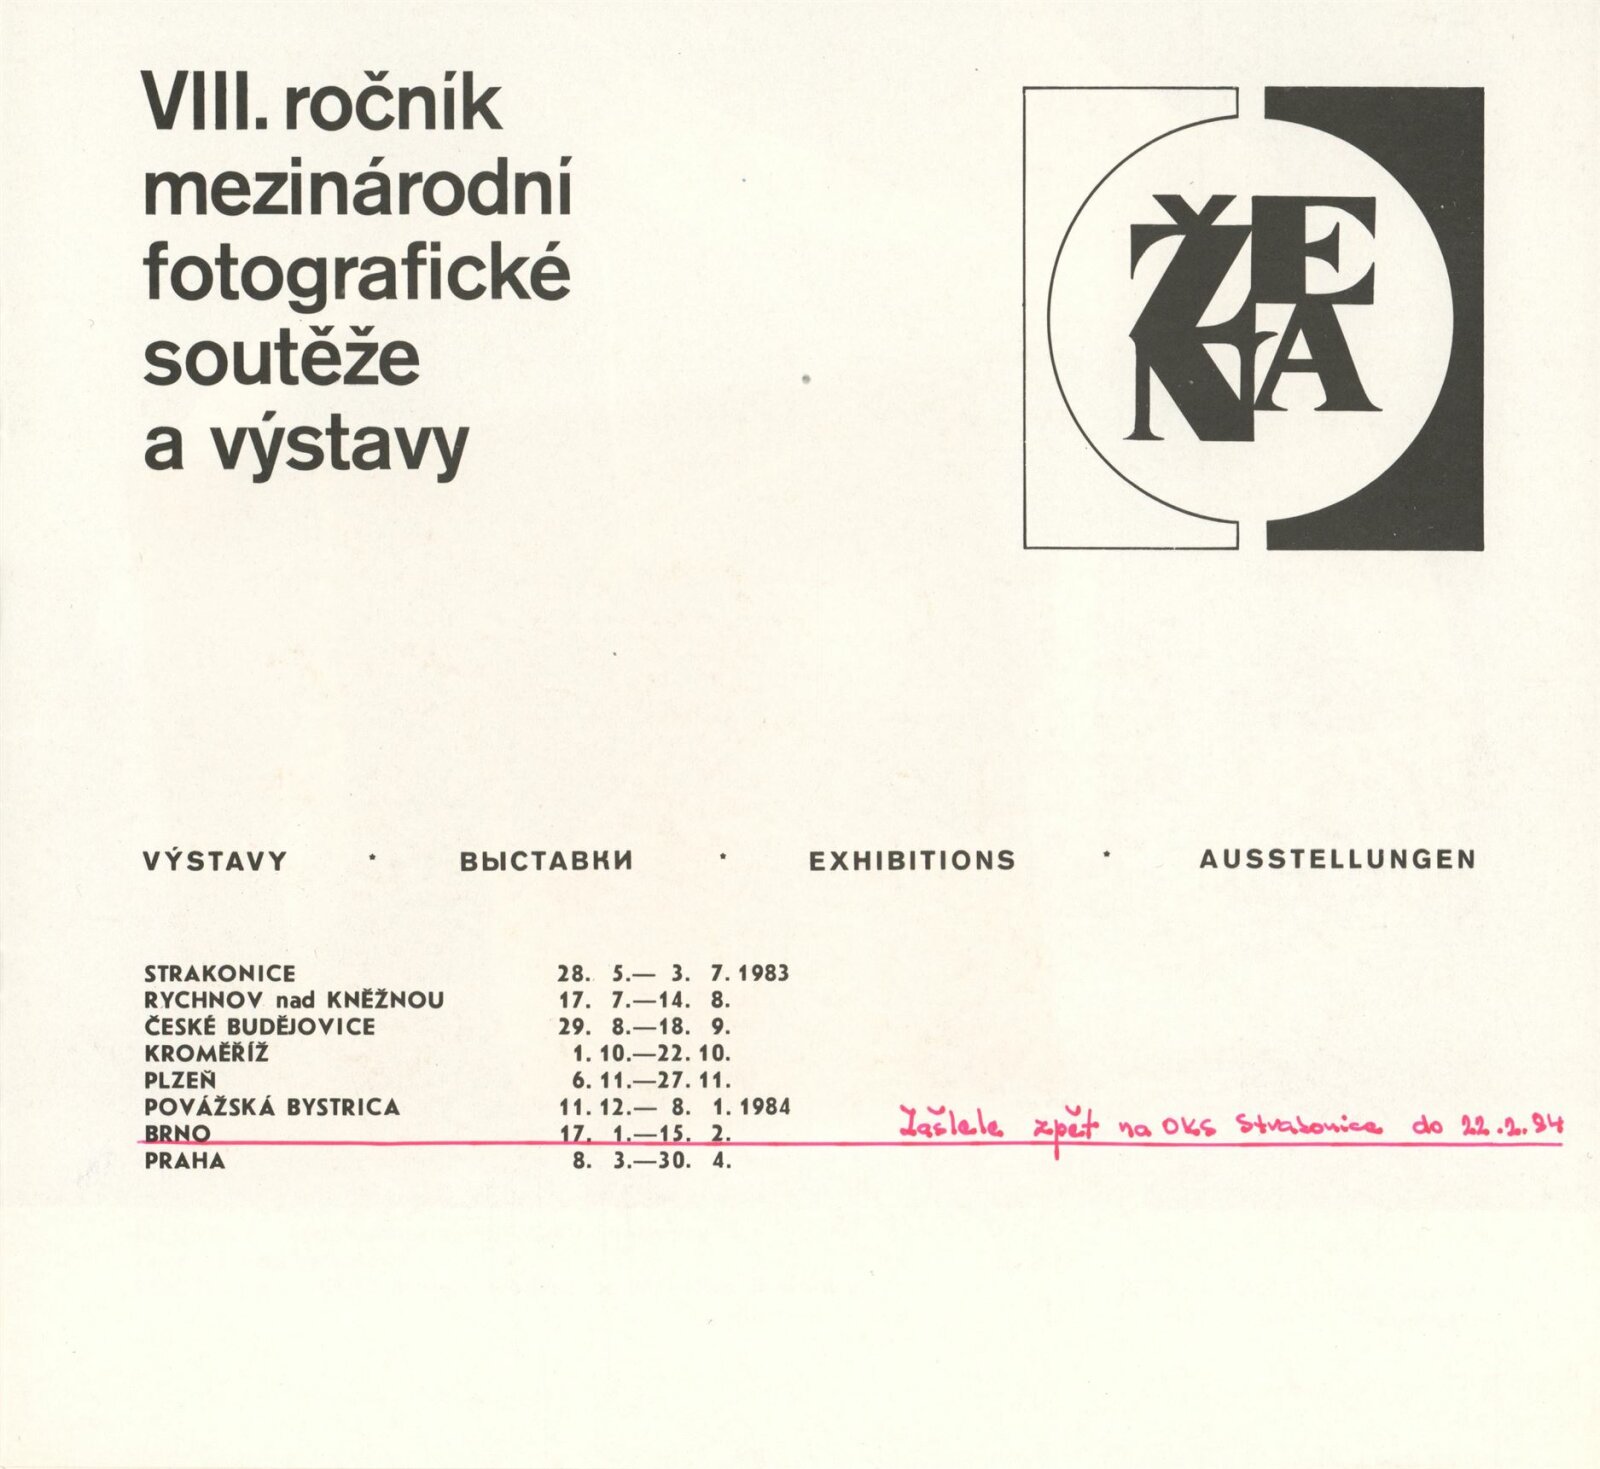 VIII. ročník
mezinárodní
fotografické
soutěže
a výstavy
ŽENA
VÝSTAVY * ВЫСТАВКИ * EXHIBITIONS * AUSSTELLUNGEN
STRAKONICE 28. 5.— 3. 7. 1983
RYCHNOV nad KNĚŽNOU 17. 7.—14. 8.
ČESKÉ BUDĚJOVICE 29. 8.—18. 9.
KROMĚŘÍŽ 1. 10.—22. 10.
PLZEŇ 6. 11.—27. 11.
POVÁŽSKÁ BYSTRICA 11. 12.— 8. 1. 1984
BRNO 17. 1.—15. 2. Zašlete zpět na OKS Strakonice do 22.2.84
PRAHA 8. 3.—30. 4.